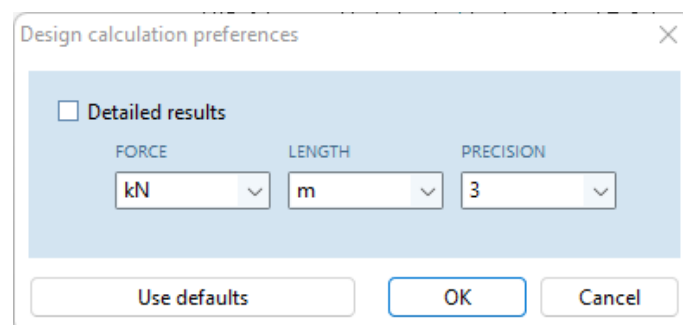 Design calculation preferences
Detailed results
FORCE LENGTH PRECISION
kN m 3
Use defaults OK Cancel